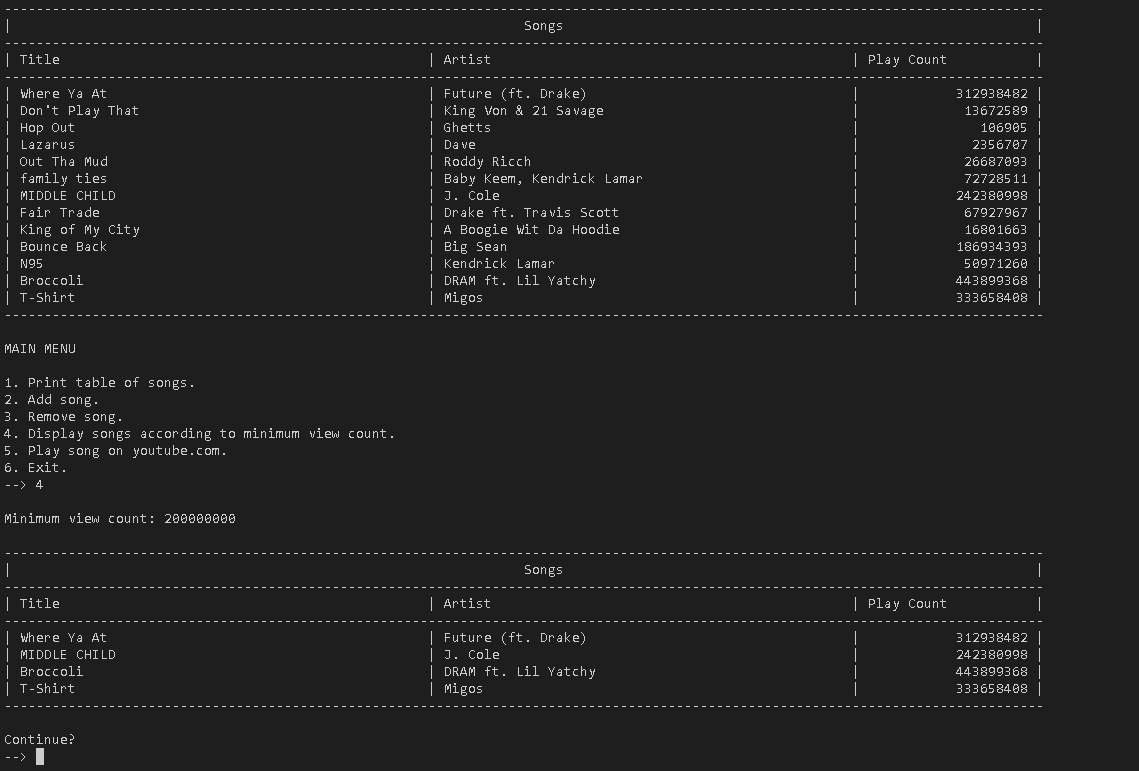 Songs
| Title | Artist | Play Count |
| Where Ya At | Future (ft. Drake) | 312938482 |
| Don't Play That | King Von & 21 Savage | 13672589 |
| Hop Out | Ghetts | 106905 |
| Lazarus | Dave | 2356707 |
| Out Tha Mud | Roddy Ricch | 26687093 |
| family ties | Baby Keem, Kendrick Lamar | 72728511 |
| MIDDLE CHILD | J. Cole | 242380998 |
| Fair Trade | Drake ft. Travis Scott | 67927967 |
| King of My City | A Boogie Wit Da Hoodie | 16801663 |
| Bounce Back | Big Sean | 186934393 |
| N95 | Kendrick Lamar | 50971260 |
| Broccoli | DRAM ft. Lil Yatchy | 443899368 |
| T-Shirt | Migos | 333658408 |
MAIN MENU
1. Print table of songs.
2. Add song.
3. Remove song.
4. Display songs according to minimum view count.
5. Play song on youtube.com.
6. Exit.
--> 4
Minimum view count: 200000000
Songs
| Title | Artist | Play Count |
| Where Ya At | Future (ft. Drake) | 312938482 |
| MIDDLE CHILD | J. Cole | 242380998 |
| Broccoli | DRAM ft. Lil Yatchy | 443899368 |
| T-Shirt | Migos | 333658408 |
Continue?
-->